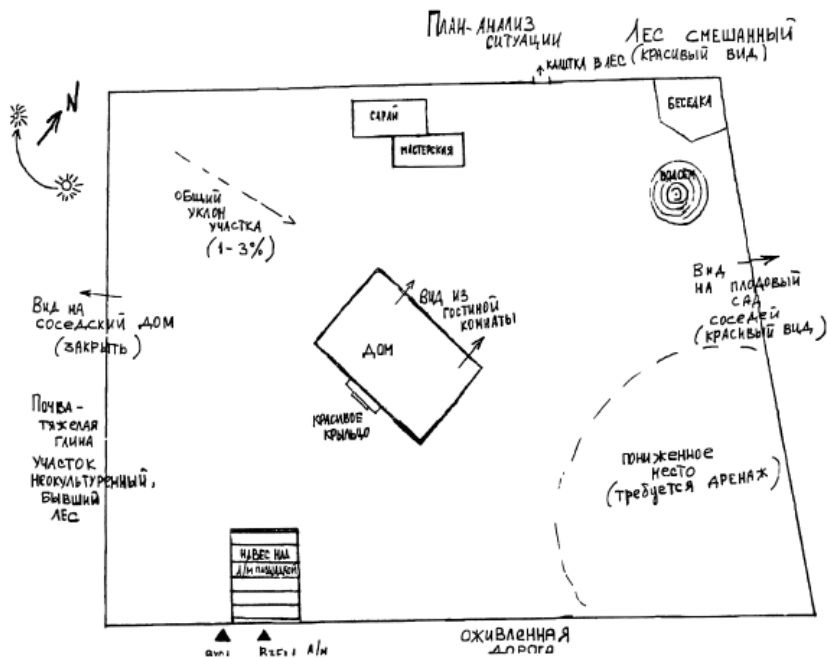 ПЛАН-АНАЛИЗ
СИТУАЦИИ
ЛЕС СМЕШАННЫЙ
(КРАСИВЫЙ ВИД)
КАЛИТКА В ЛЕС
N
САРАЙ
МАСТЕРСКАЯ
БЕСЕДКА
ВОДОЕМ
ОБЩИЙ
УКЛОН
УЧАСТКА
(1-3%)
ВИД НА
СОСЕДСКИЙ ДОМ
(ЗАКРЫТЬ)
ВИД ИЗ
ГОСТИНОЙ
КОМНАТЫ
ДОМ
КРАСИВОЕ
КРЫЛЬЦО
ВИД
НА ПЛОДОВЫЙ
САД
СОСЕДЕЙ
(КРАСИВЫЙ ВИД)
ПОЧВА-
ТЯЖЕЛАЯ
ГЛИНА
УЧАСТОК
НЕОКУЛЬТУРЕННЫЙ,
БЫВШИЙ
ЛЕС
ПОНИЖЕННОЕ
МЕСТО
(ТРЕБУЕТСЯ ДРЕНАЖ)
НАВЕС НАД
А/М ПЛОЩАДКОЙ
ВХОД
ВЪЕЗД А/М
ОЖИВЛЕННАЯ
ДОРОГА